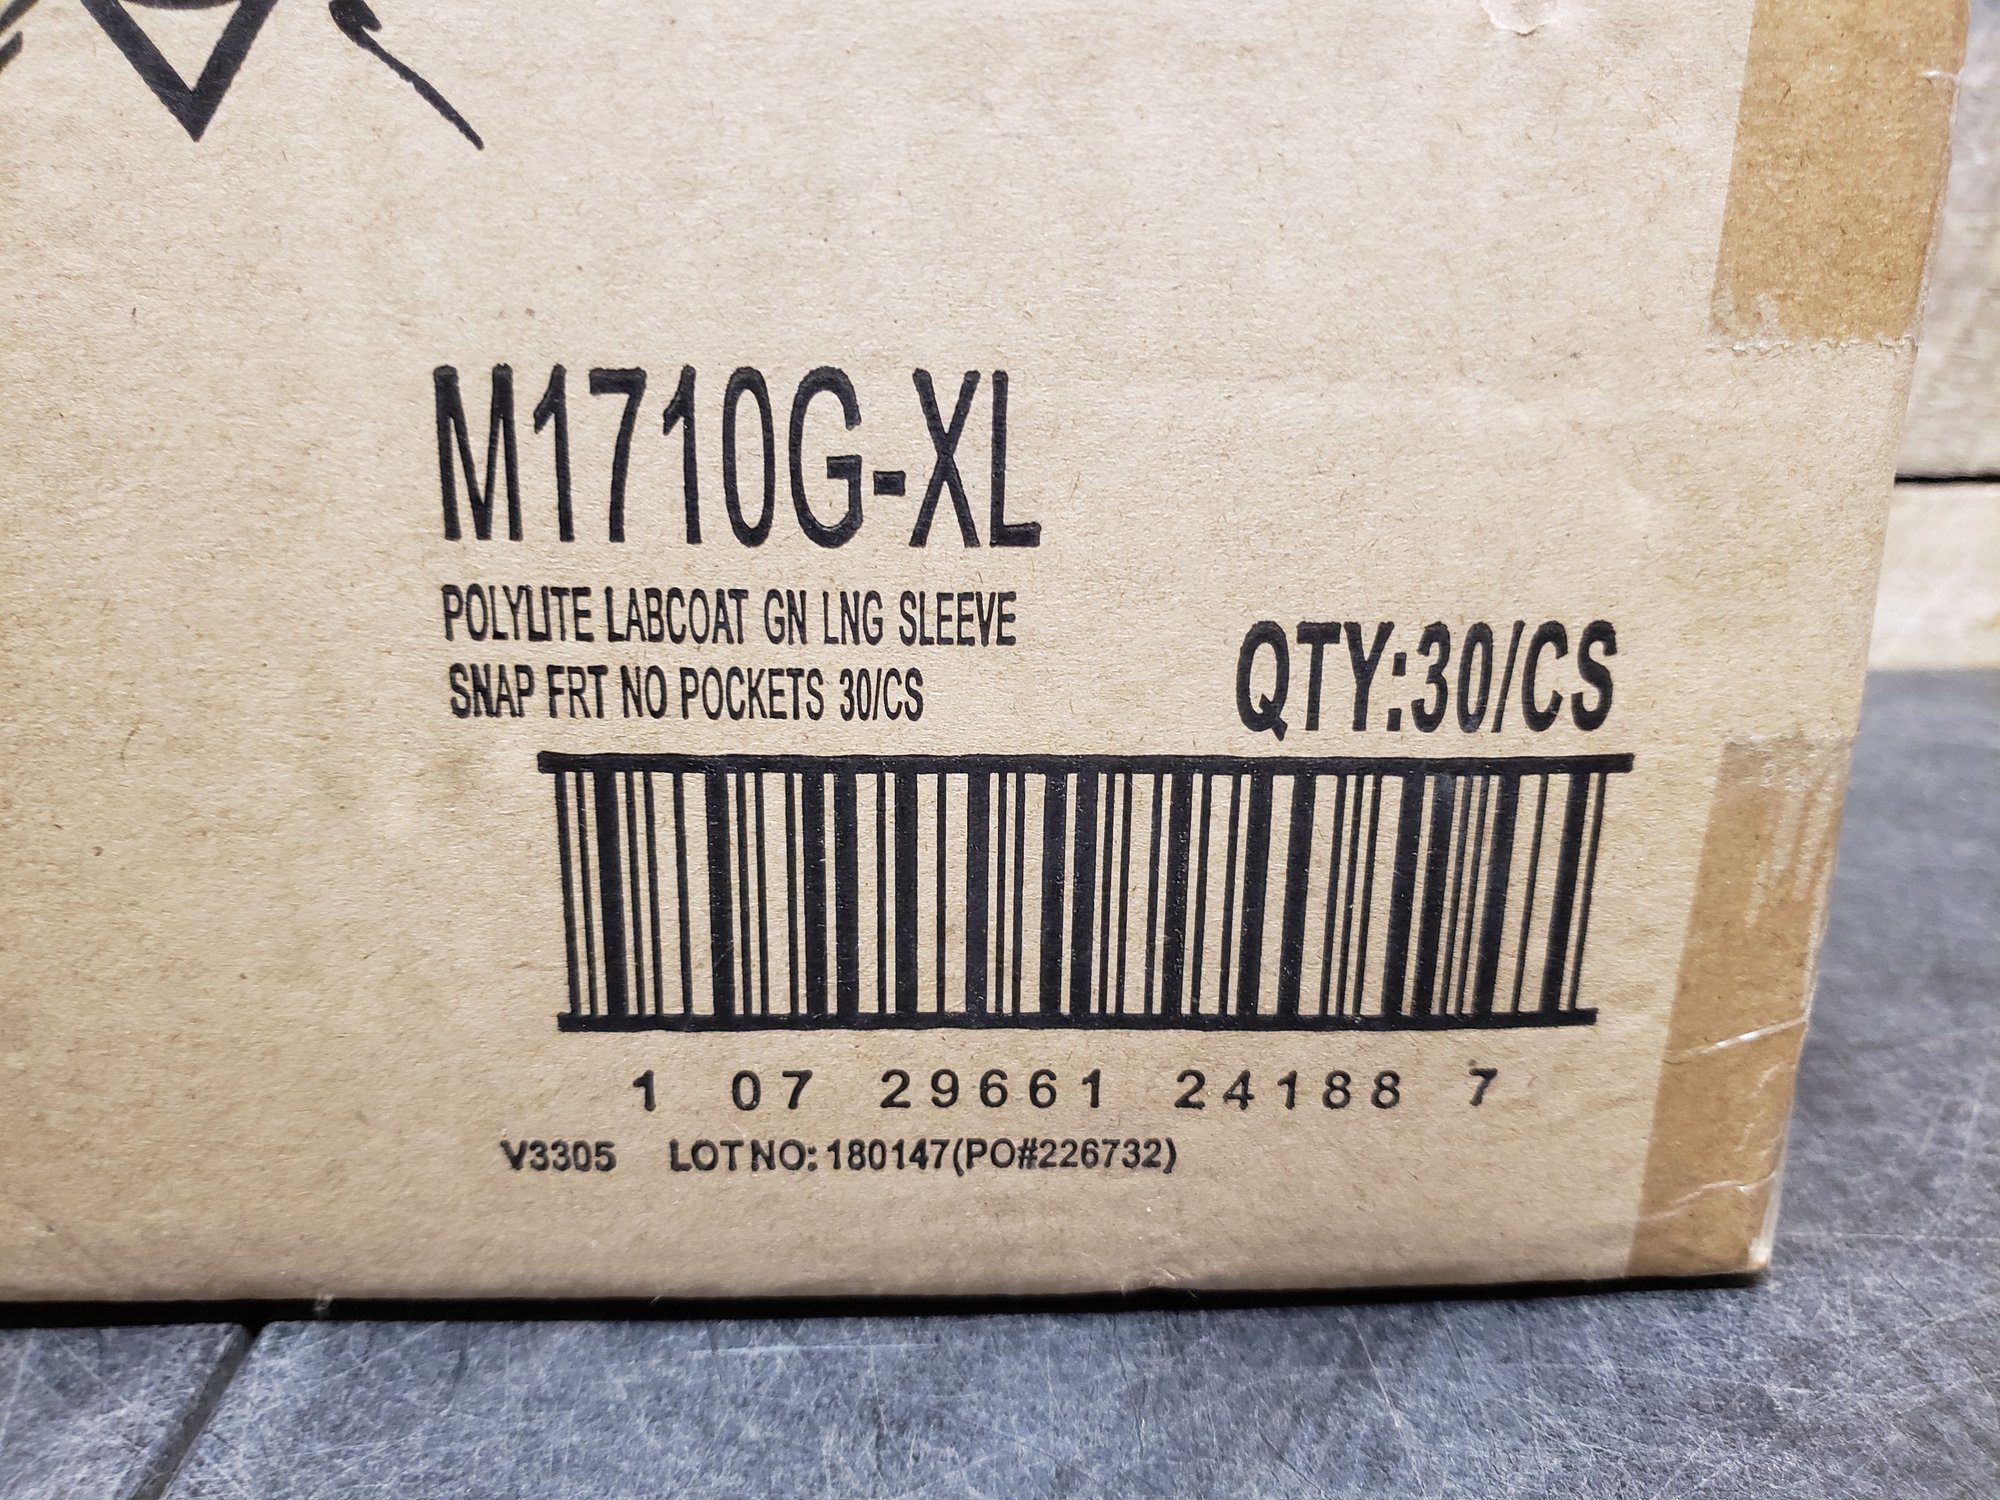 M1710G-XL
POLYLITE LABCOAT GN LNG SLEEVE
SNAP FRT NO POCKETS 30/CS
QTY:30/CS
1 07 29661 24188 7
V3305 LOT NO: 180147(PO#226732)